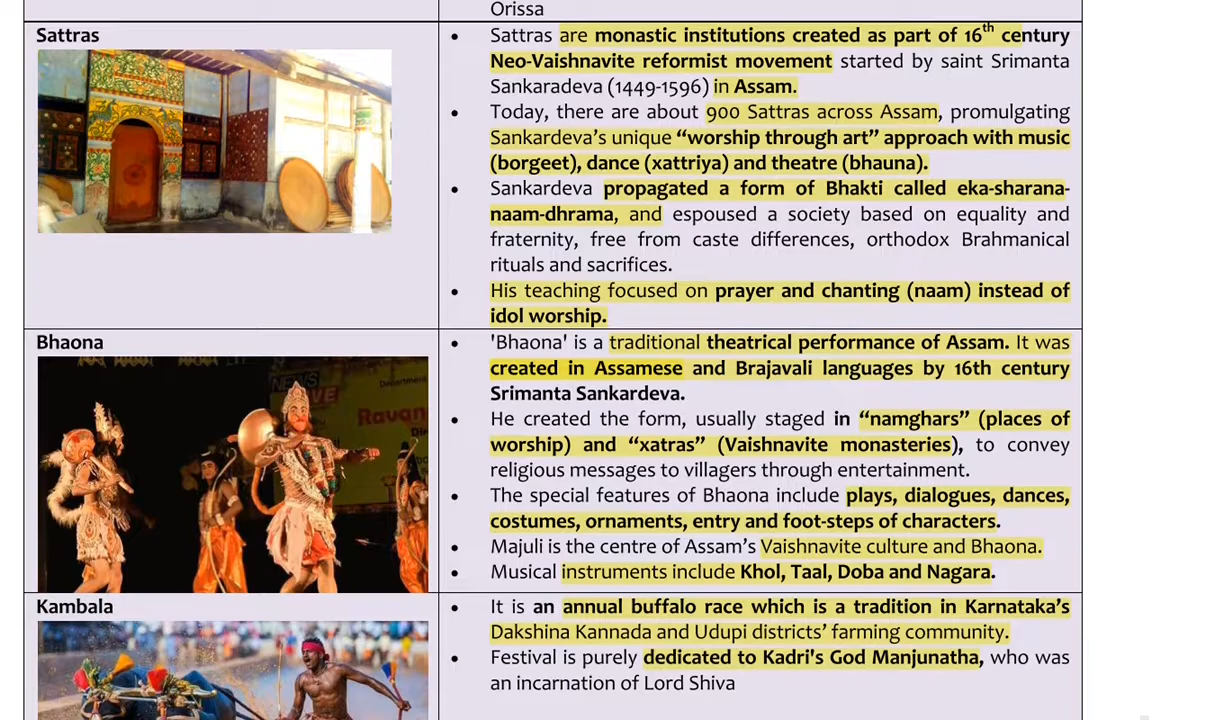 Orissa
Sattras
• Sattras are monastic institutions created as part of 16th century
Neo-Vaishnavite reformist movement started by saint Srimanta
Sankaradeva (1449-1596) in Assam.
• Today, there are about 900 Sattras across Assam, promulgating
Sankardeva's unique “worship through art” approach with music
(borgeet), dance (xattriya) and theatre (bhauna).
• Sankardeva propagated a form of Bhakti called eka-sharana-
naam-dhrama, and espoused a society based on equality and
fraternity, free from caste differences, orthodox Brahmanical
rituals and sacrifices.
• His teaching focused on prayer and chanting (naam) instead of
idol worship.
Bhaona
• 'Bhaona' is a traditional theatrical performance of Assam. It was
created in Assamese and Brajavali languages by 16th century
Srimanta Sankardeva.
• He created the form, usually staged in “namghars” (places of
worship) and “xatras” (Vaishnavite monasteries), to convey
religious messages to villagers through entertainment.
• The special features of Bhaona include plays, dialogues, dances,
costumes, ornaments, entry and foot-steps of characters.
• Majuli is the centre of Assam's Vaishnavite culture and Bhaona.
• Musical instruments include Khol, Taal, Doba and Nagara.
Kambala
• It is an annual buffalo race which is a tradition in Karnataka's
Dakshina Kannada and Udupi districts' farming community.
• Festival is purely dedicated to Kadri's God Manjunatha, who was
an incarnation of Lord Shiva